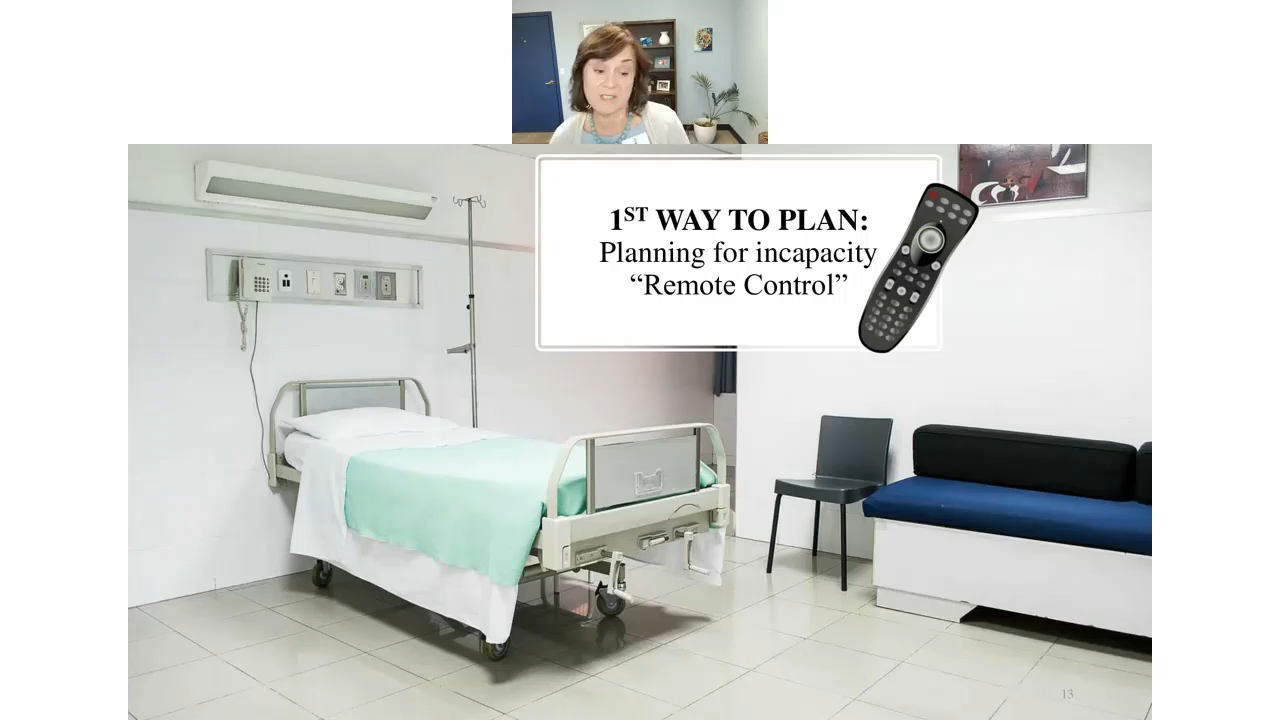 1ST WAY TO PLAN:
Planning for incapacity
“Remote Control”
13